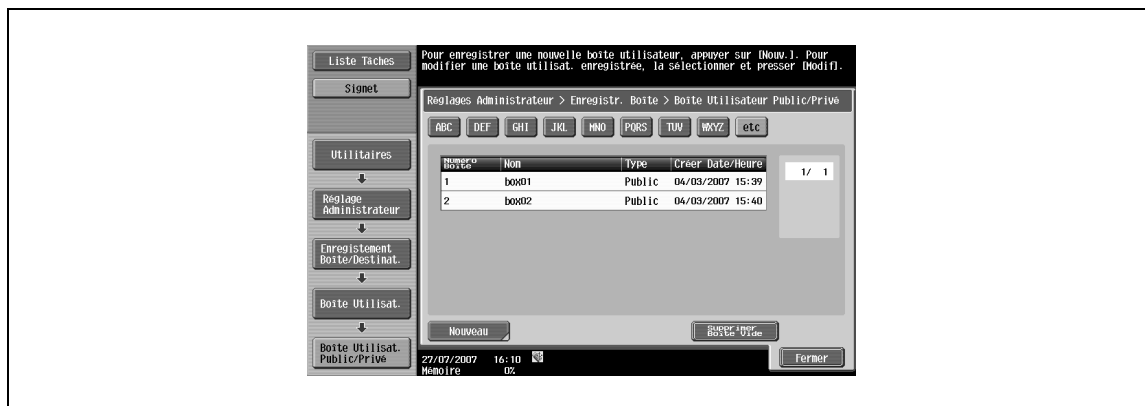 Liste Tâches
Signet
Utilitaires
Réglage
Administrateur
Enregistement
Boîte/Destinat.
Boîte Utilisat.
Boîte Utilisat.
Public/Privé
Pour enregistrer une nouvelle boîte utilisateur, appuyer sur [Nouv.]. Pour
modifier une boîte utilisat. enregistrée, la sélectionner et presser [Modif].
Réglages Administrateur > Enregistr. Boîte > Boîte Utilisateur Public/Privé
ABC DEF GHI JKL MNO PQRS TUV WXYZ etc
Numéro Boîte Nom Type Créer Date/Heure
1 box01 Public 04/03/2007 15:39
2 box02 Public 04/03/2007 15:40
1/ 1
Nouveau
Supprimer
Boîte Vide
27/07/2007 16:10
Mémoire 0%
Fermer